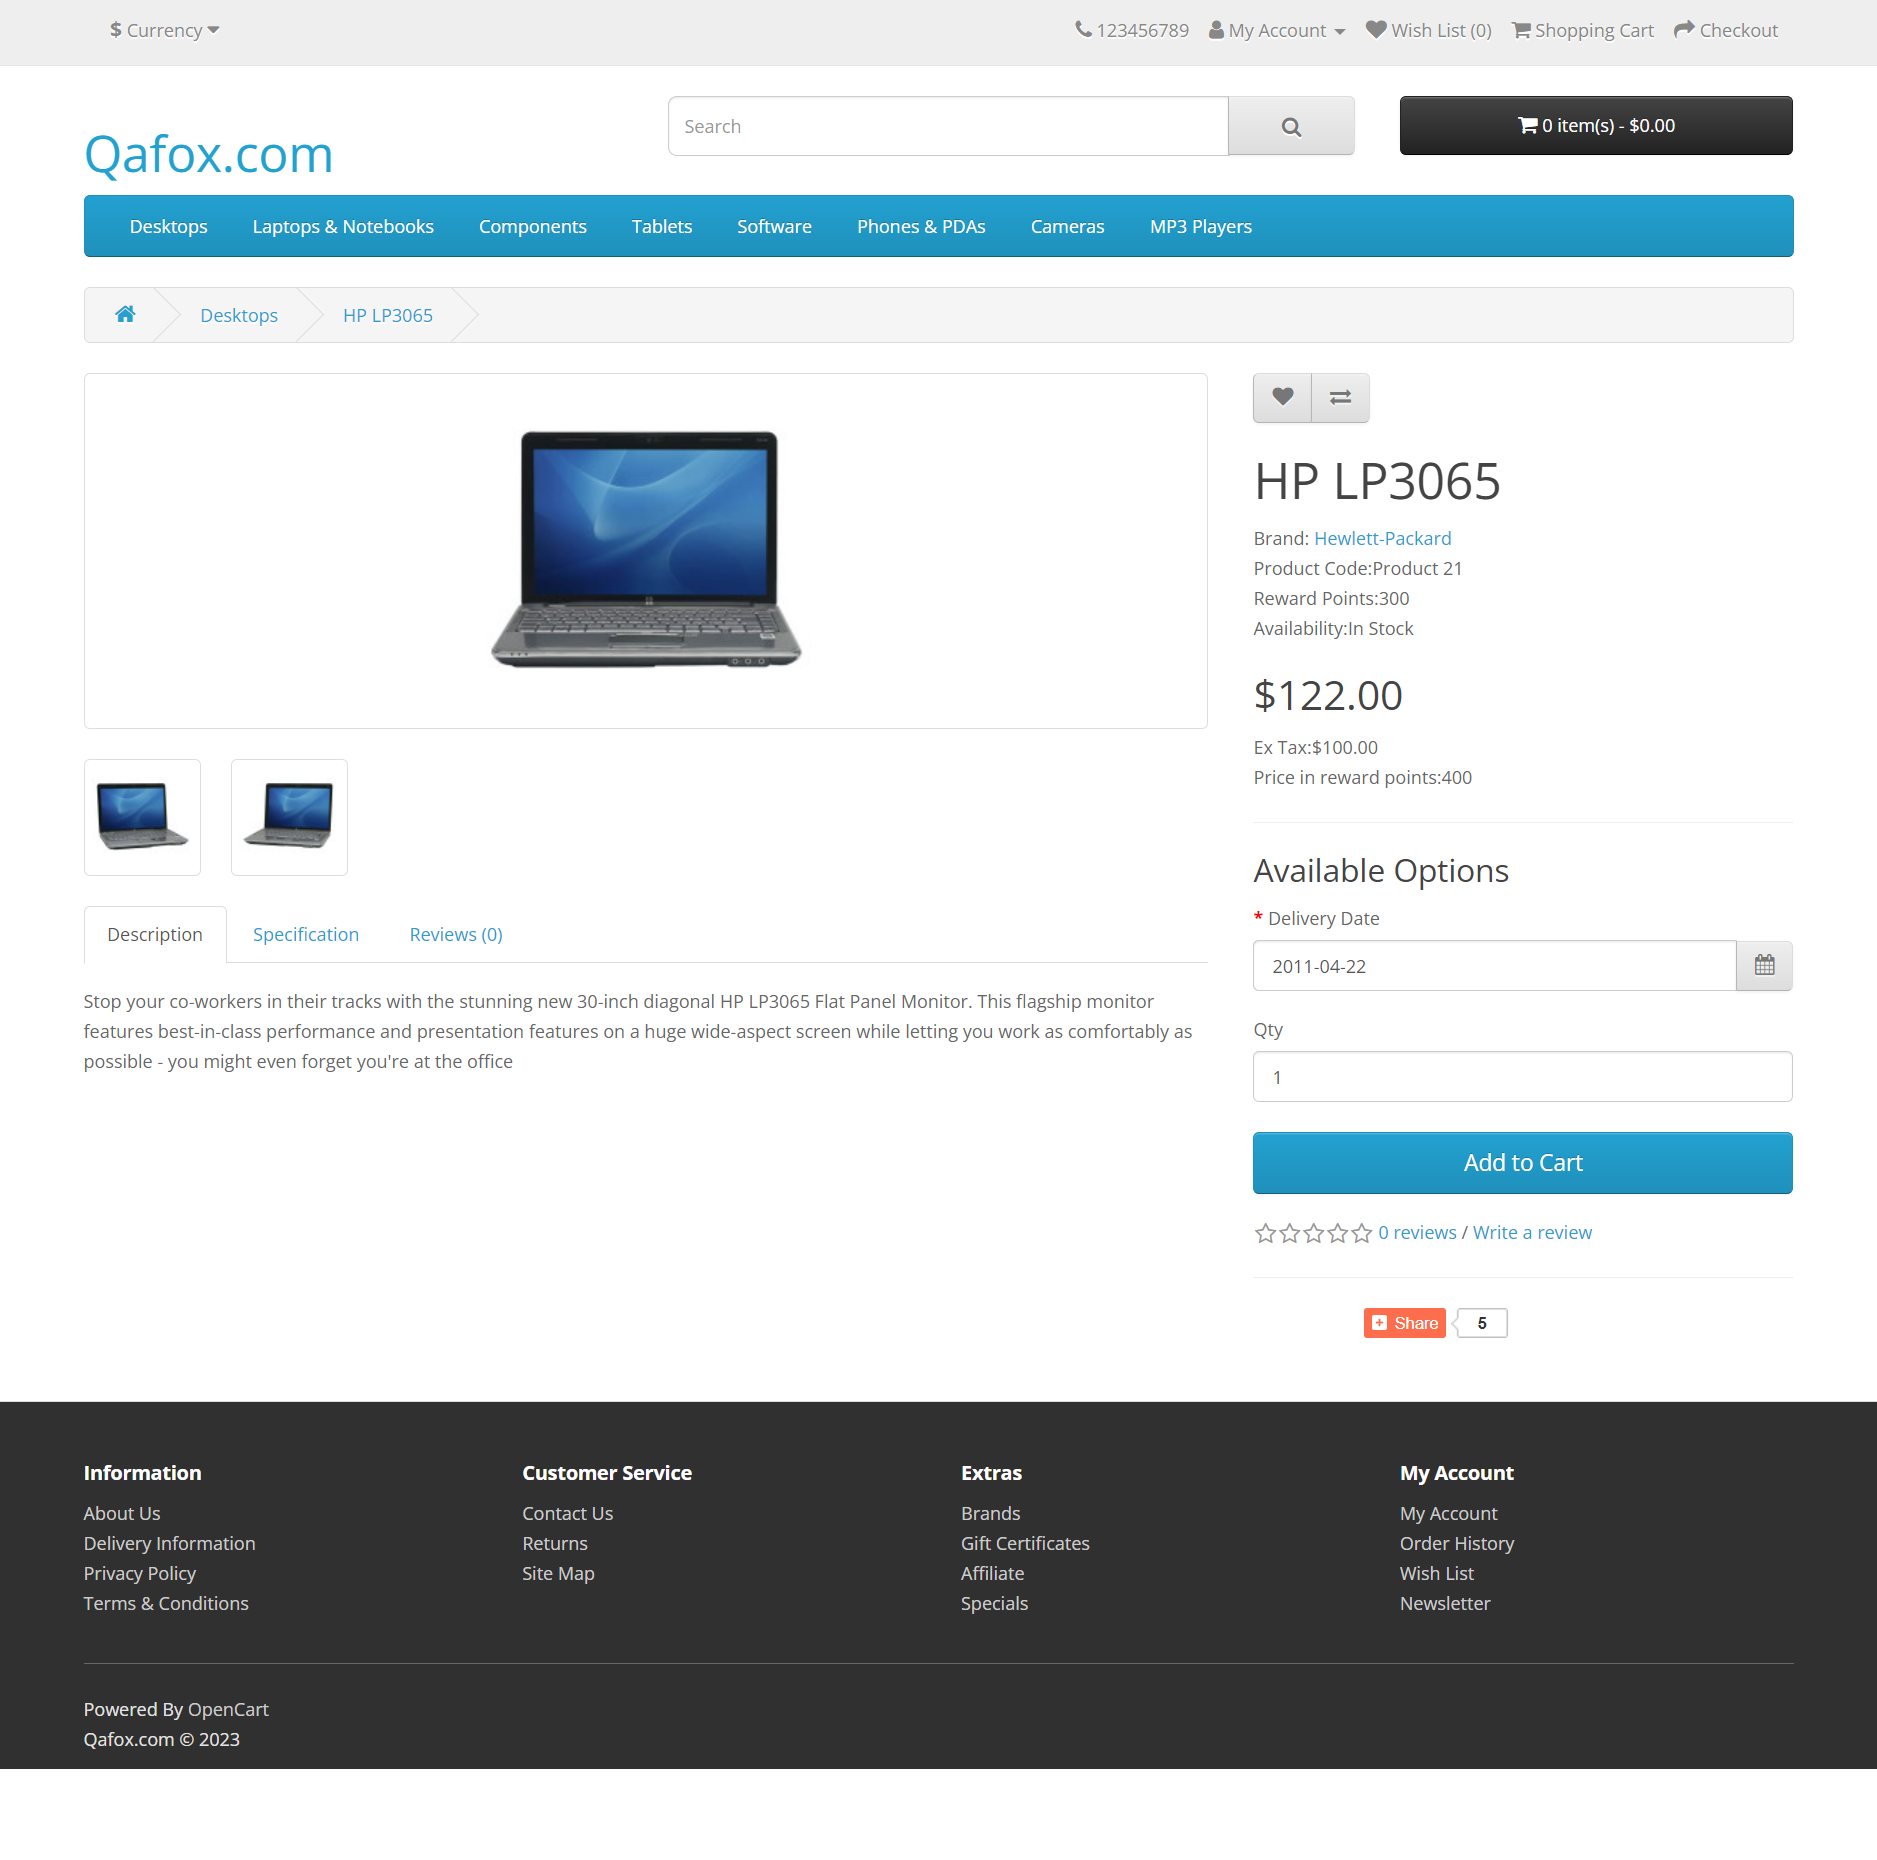 $ Currency
123456789 My Account Wish List (0) Shopping Cart Checkout
Qafox.com
Search
0 item(s) - $0.00
Desktops Laptops & Notebooks Components Tablets Software Phones & PDAs Cameras MP3 Players
Desktops HP LP3065
HP LP3065
Brand: Hewlett-Packard
Product Code:Product 21
Reward Points:300
Availability:In Stock
$122.00
Ex Tax:$100.00
Price in reward points:400
Available Options
* Delivery Date
2011-04-22
Qty
1
Add to Cart
0 reviews / Write a review
Share 5
Description Specification Reviews (0)
Stop your co-workers in their tracks with the stunning new 30-inch diagonal HP LP3065 Flat Panel Monitor. This flagship monitor
features best-in-class performance and presentation features on a huge wide-aspect screen while letting you work as comfortably as
possible - you might even forget you're at the office
Information
About Us
Delivery Information
Privacy Policy
Terms & Conditions
Customer Service
Contact Us
Returns
Site Map
Extras
Brands
Gift Certificates
Affiliate
Specials
My Account
My Account
Order History
Wish List
Newsletter
Powered By OpenCart
Qafox.com © 2023